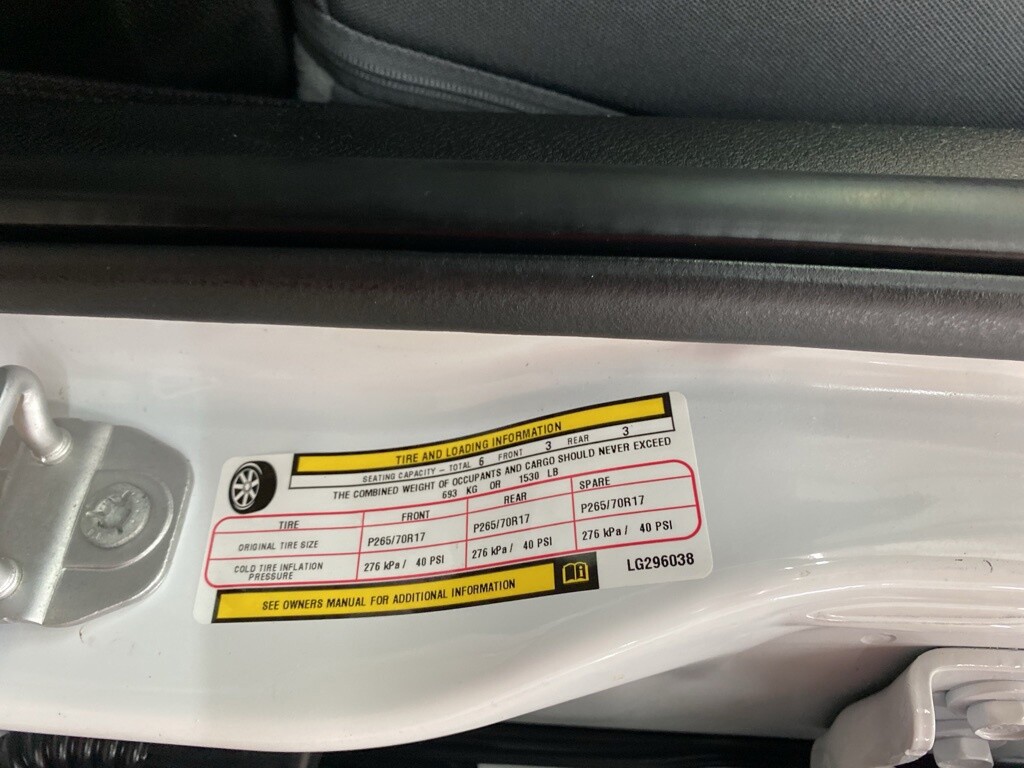 TIRE AND LOADING INFORMATION
SEATING CAPACITY – TOTAL 6 FRONT 3 REAR 3
THE COMBINED WEIGHT OF OCCUPANTS AND CARGO SHOULD NEVER EXCEED
693 KG OR 1530 LB
TIRE FRONT REAR SPARE
ORIGINAL TIRE SIZE P265/70R17 P265/70R17 P265/70R17
COLD TIRE INFLATION PRESSURE 276 kPa / 40 PSI 276 kPa / 40 PSI 276 kPa / 40 PSI
SEE OWNERS MANUAL FOR ADDITIONAL INFORMATION
LG296038